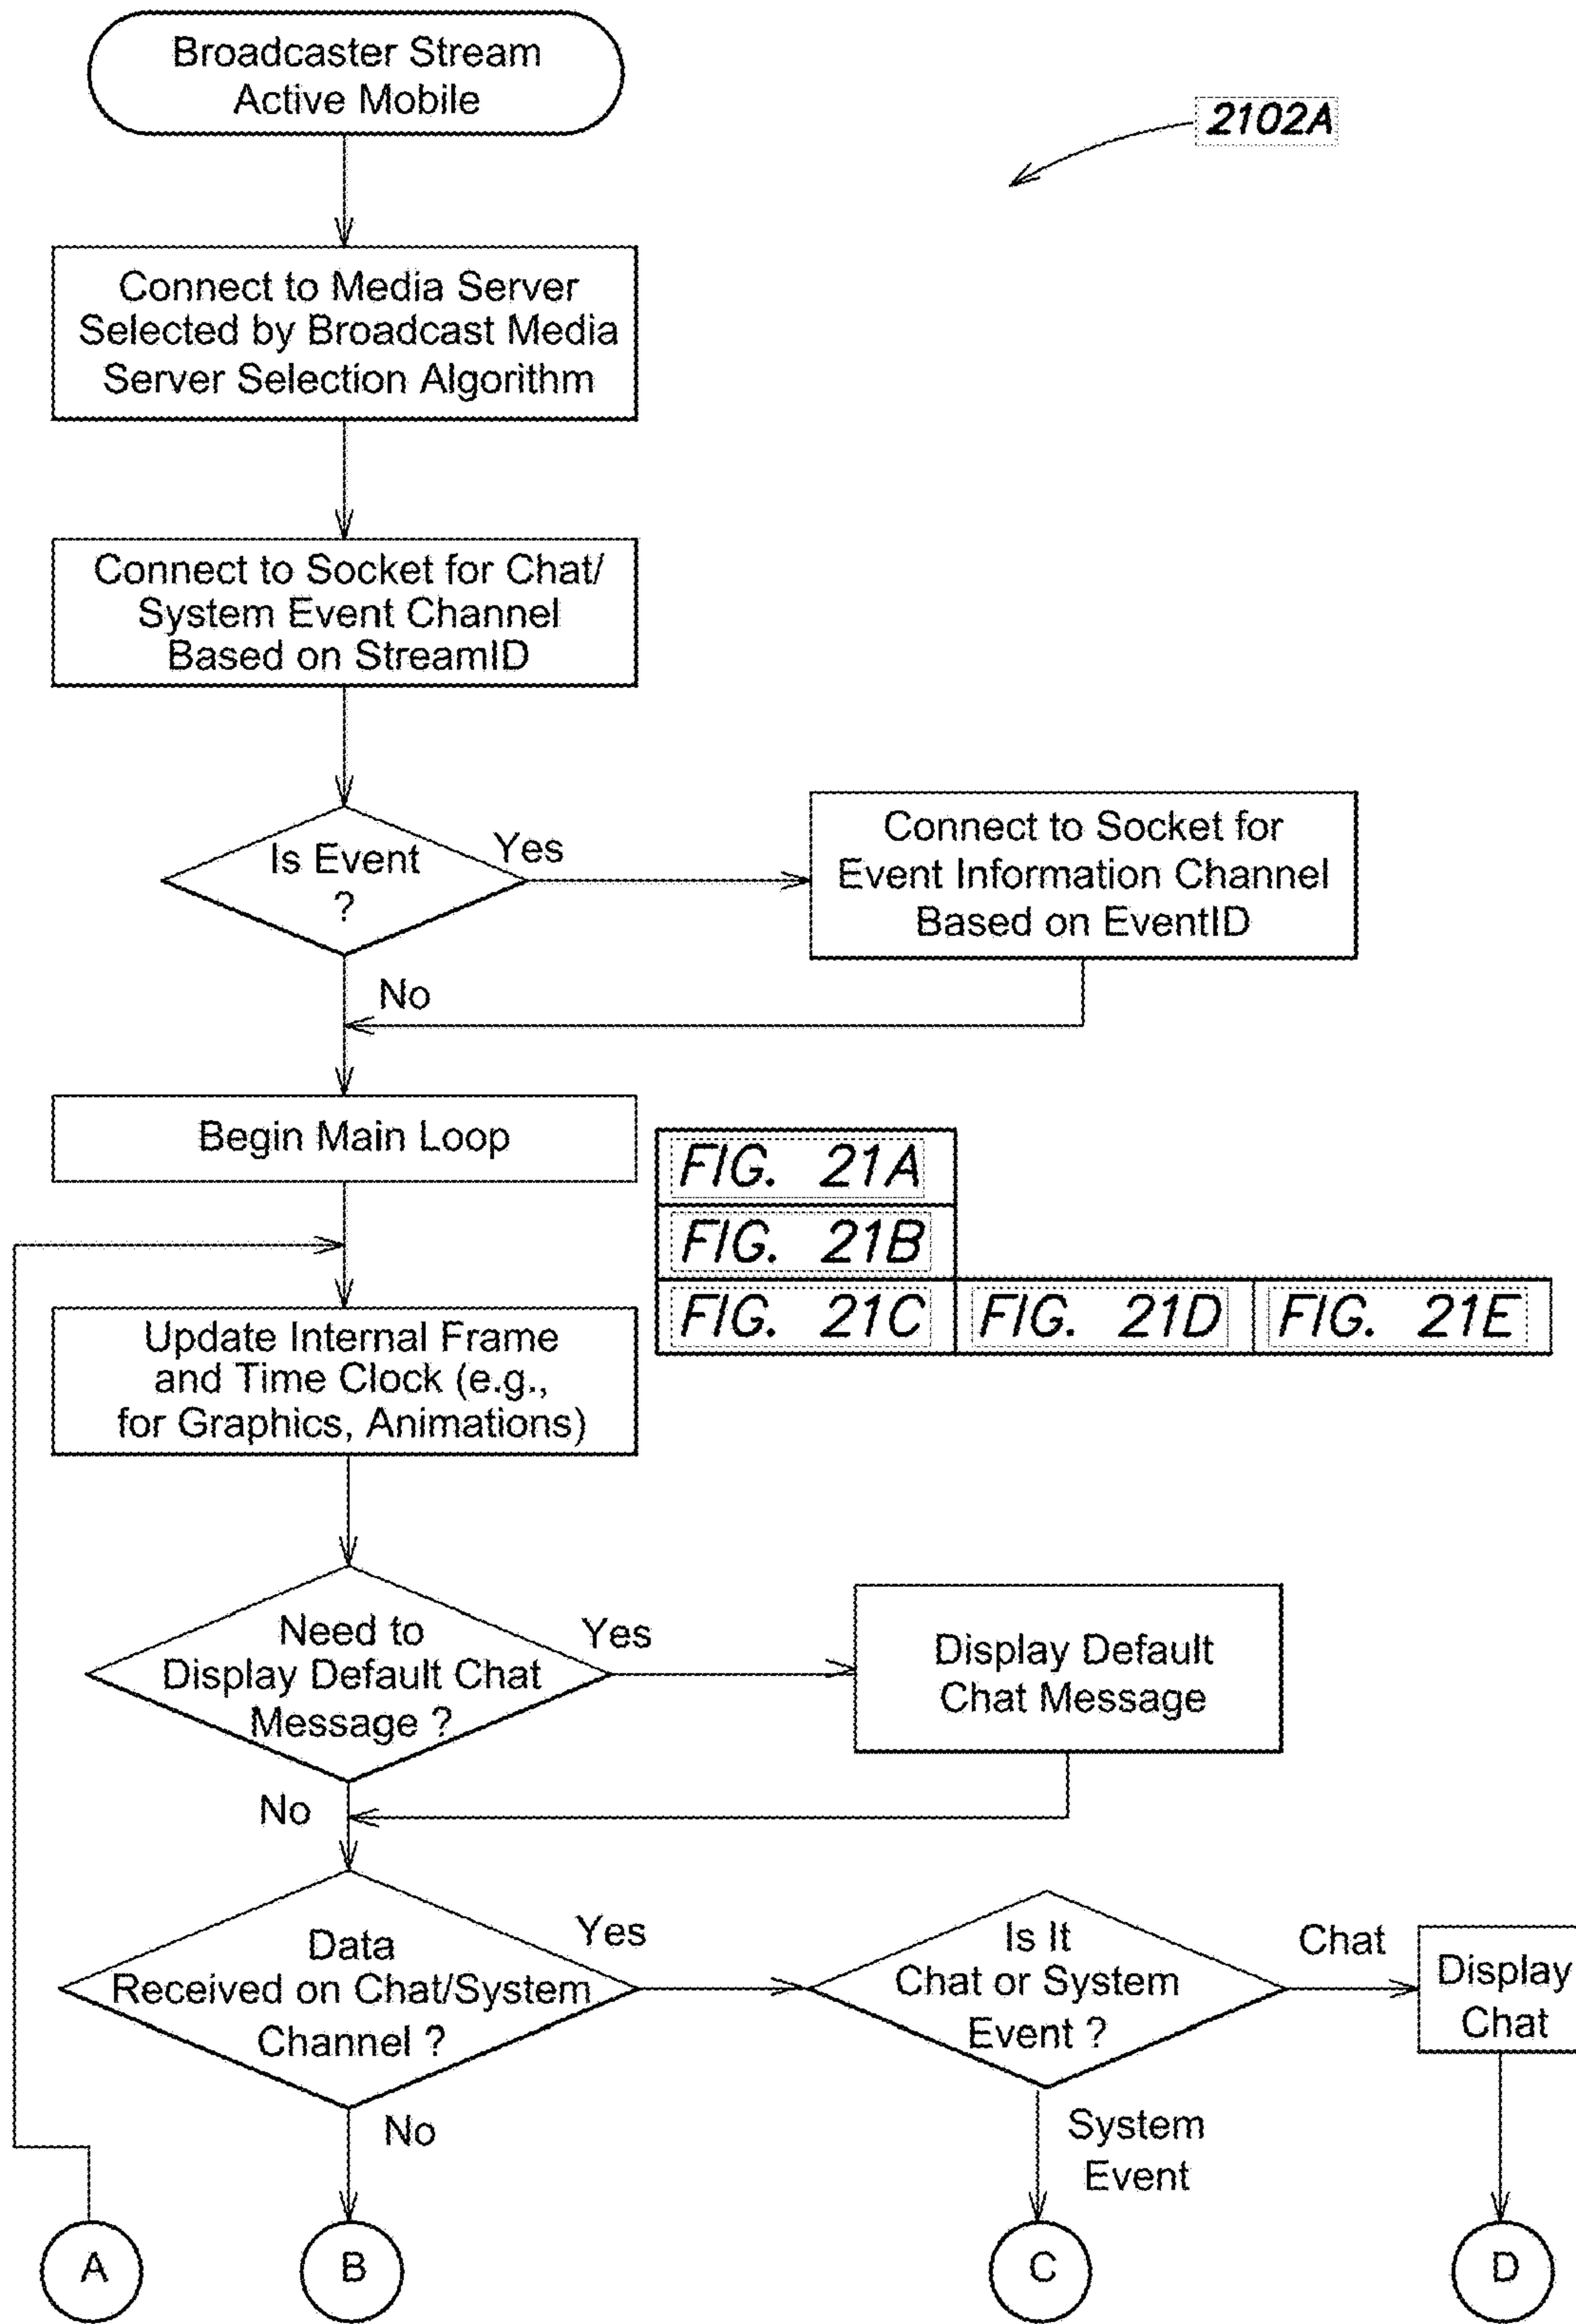 Broadcaster Stream
Active Mobile
2102A
Connect to Media Server
Selected by Broadcast Media
Server Selection Algorithm
Connect to Socket for Chat/
System Event Channel
Based on StreamID
Is Event
?
Yes
Connect to Socket for
Event Information Channel
Based on EventID
No
Begin Main Loop
FIG. 21A
FIG. 21B
FIG. 21C FIG. 21D FIG. 21E
Update Internal Frame
and Time Clock (e.g.,
for Graphics, Animations)
Need to
Display Default Chat
Message ?
Yes
Display Default
Chat Message
No
Data
Received on Chat/System
Channel ?
Yes
Is It
Chat or System
Event ?
Chat
Display
Chat
No
System
Event
A B C D